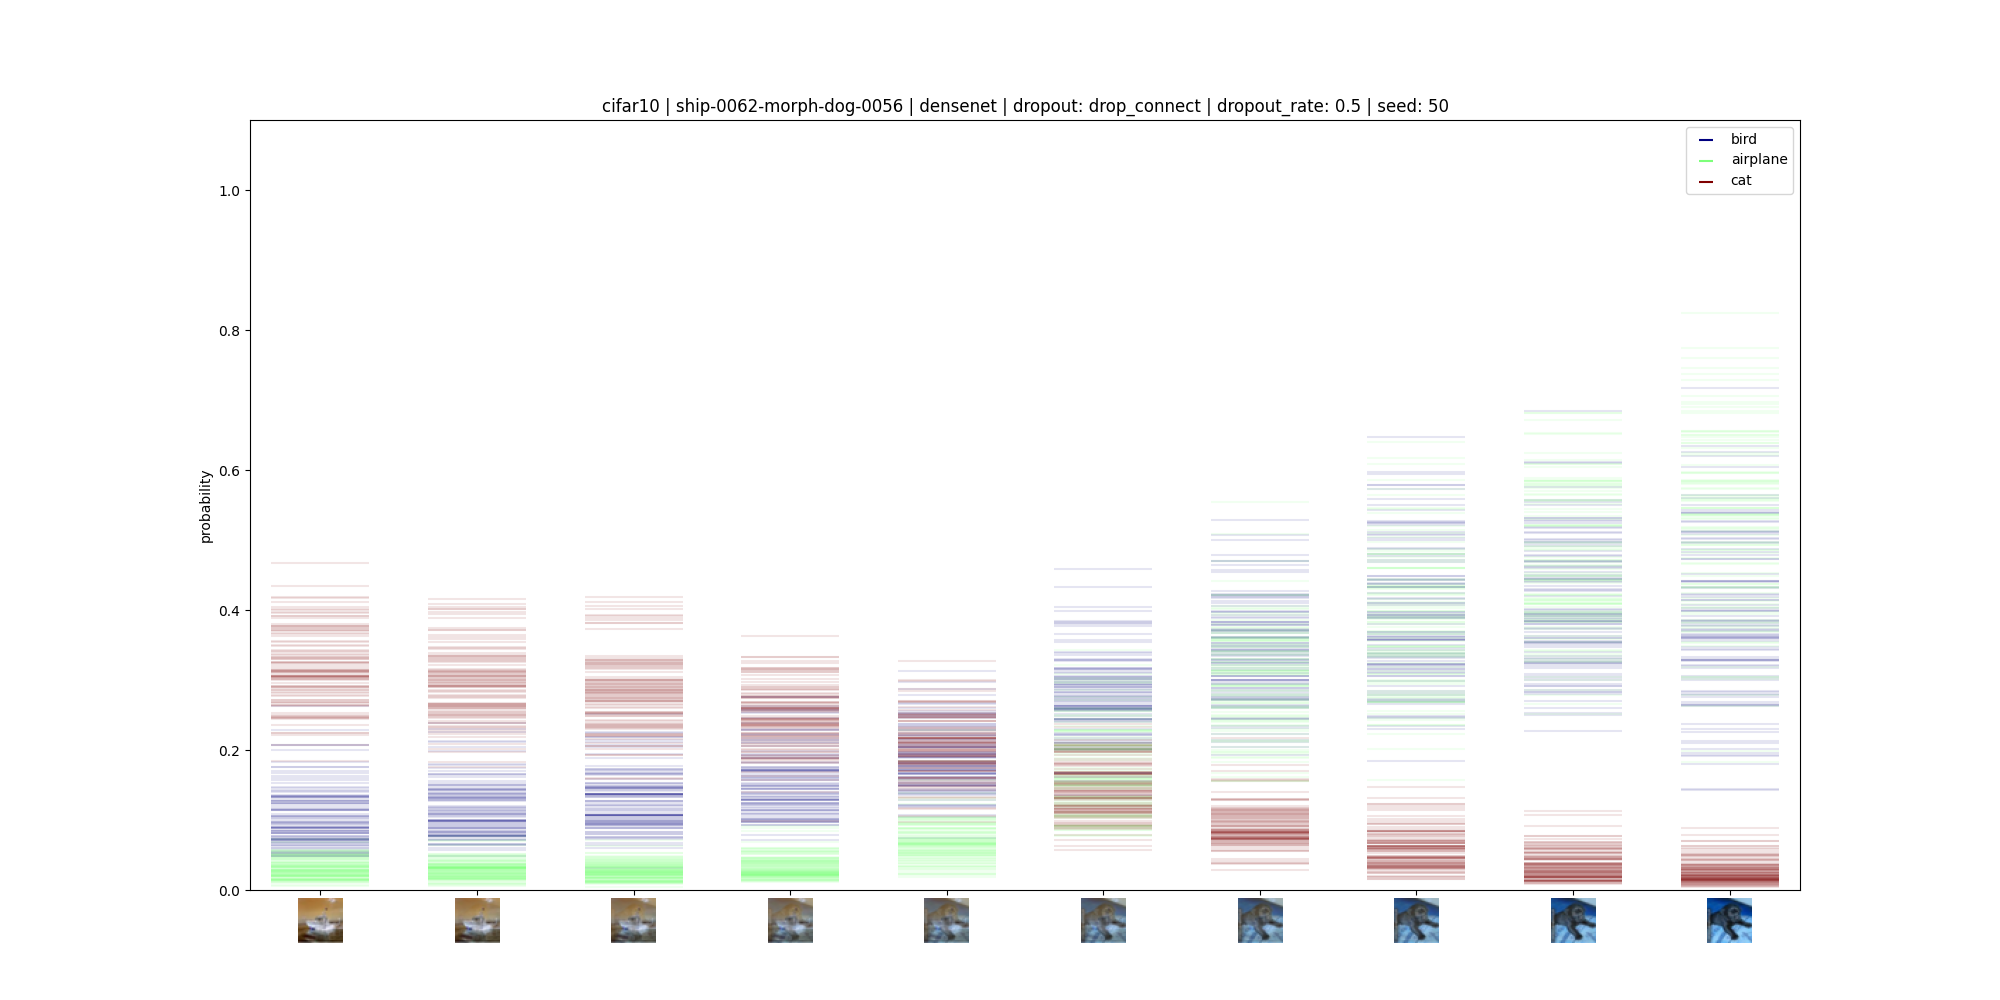 cifar10 | ship-0062-morph-dog-0056 | densenet | dropout: drop_connect | dropout_rate: 0.5 | seed: 50
bird
airplane
cat
1.0
0.8
0.6
0.4
0.2
0.0
probability